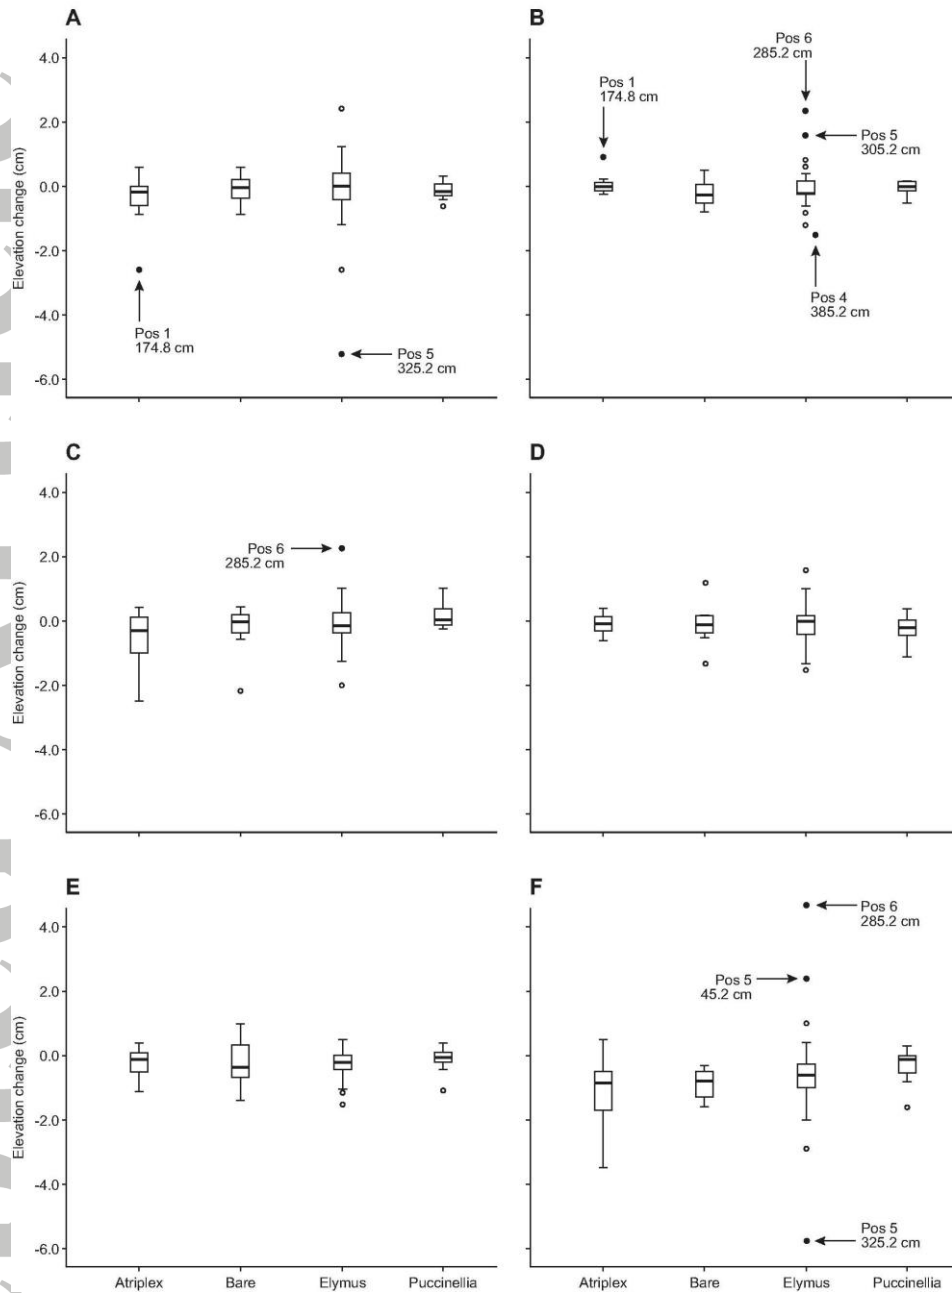 A
B
Elevation change (cm)
4.0
2.0
0.0
-2.0
-4.0
-6.0
Pos 1
174.8 cm
Pos 5
325.2 cm
Pos 1
174.8 cm
Pos 6
285.2 cm
Pos 5
305.2 cm
Pos 4
385.2 cm
C
D
Elevation change (cm)
4.0
2.0
0.0
-2.0
-4.0
-6.0
Pos 6
285.2 cm
E
F
Elevation change (cm)
4.0
2.0
0.0
-2.0
-4.0
-6.0
Pos 6
285.2 cm
Pos 5
45.2 cm
Pos 5
325.2 cm
Atriplex Bare Elymus Puccinellia
Atriplex Bare Elymus Puccinellia